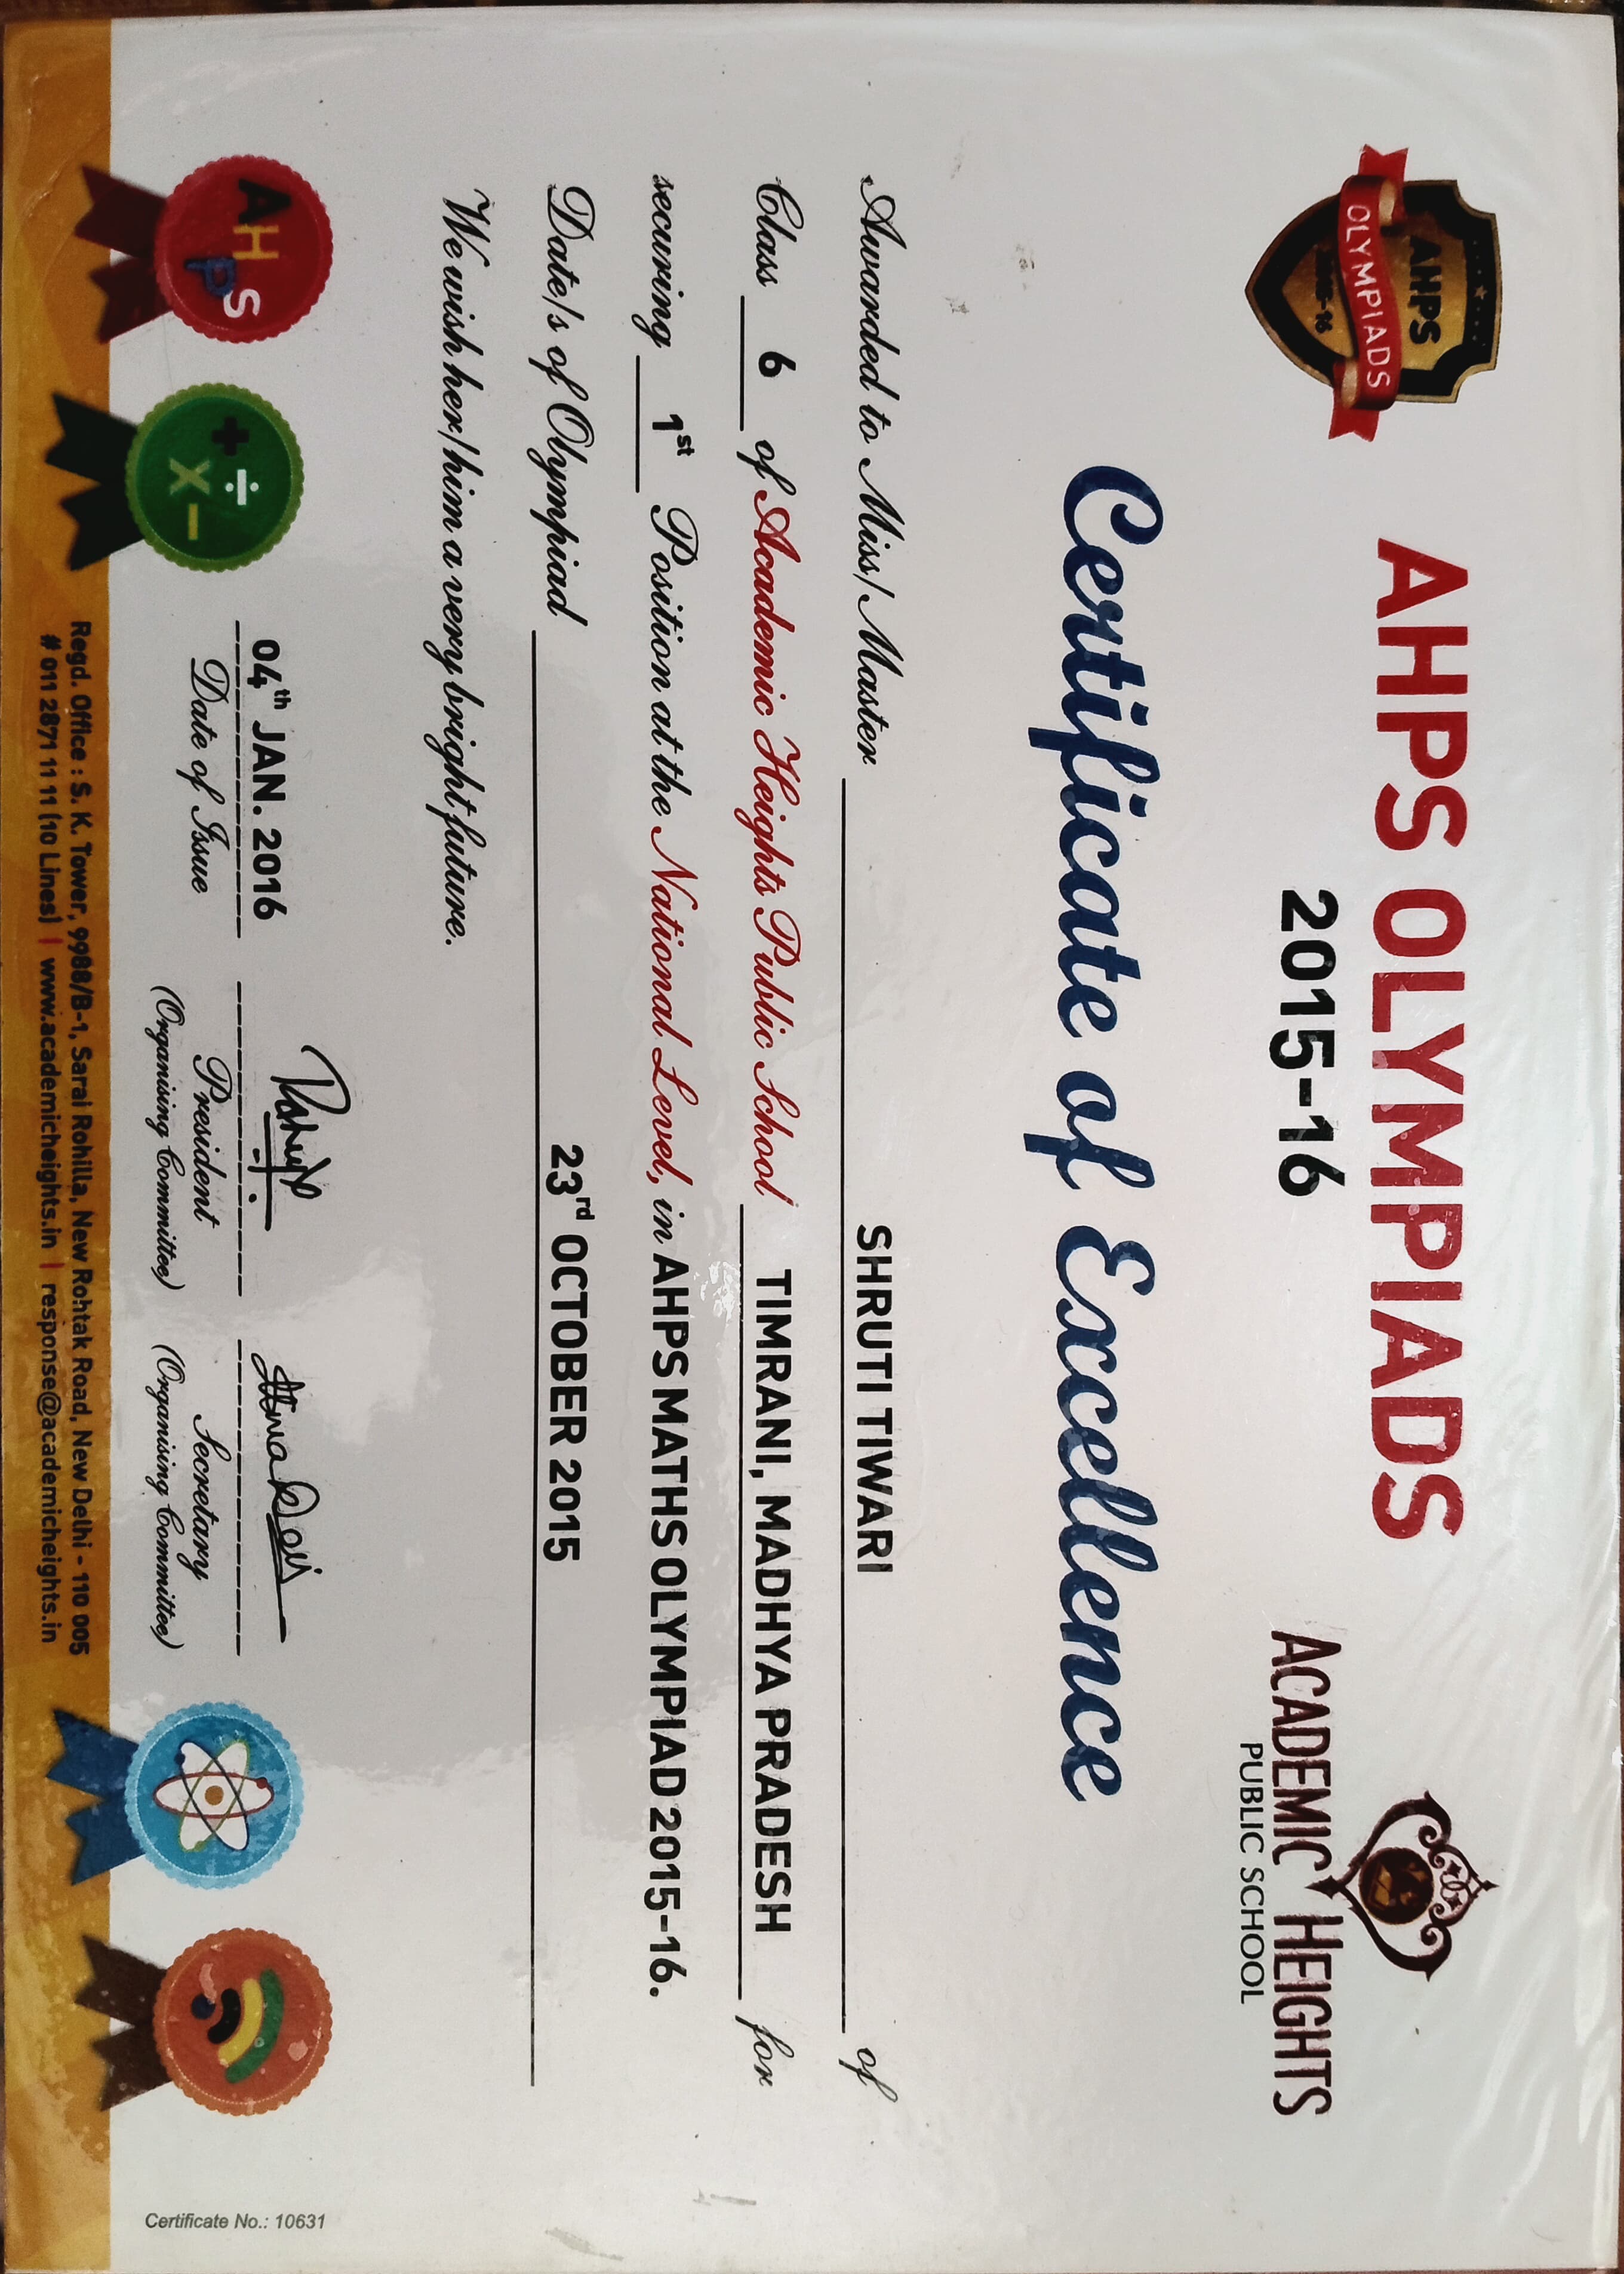 AHPS
OLYMPIADS
2015-16
AHPS OLYMPIADS
2015-16
ACADEMIC HEIGHTS
PUBLIC SCHOOL
Certificate of Excellence
Awarded to Miss/Master SHRUTI TIWARI of
Class 6 of Academic Heights Public School TIMRANI, MADHYA PRADESH for
securing 1st Position at the National Level, in AHPS MATHS OLYMPIAD 2015-16.
Date/s of Olympiad 23rd OCTOBER 2015
We wish her/him a very bright future.
AHPS
04th JAN. 2016
Date of Issue
President
(Organising Committee)
Secretary
(Organising Committee)
Regd. Office : S. K. Tower, 9988/B-1, Sarai Rohilla, New Rohtak Road, New Delhi - 110 005
# 011 2871 11 11 (10 Lines) | www.academicheights.in | response@academicheights.in
Certificate No.: 10631